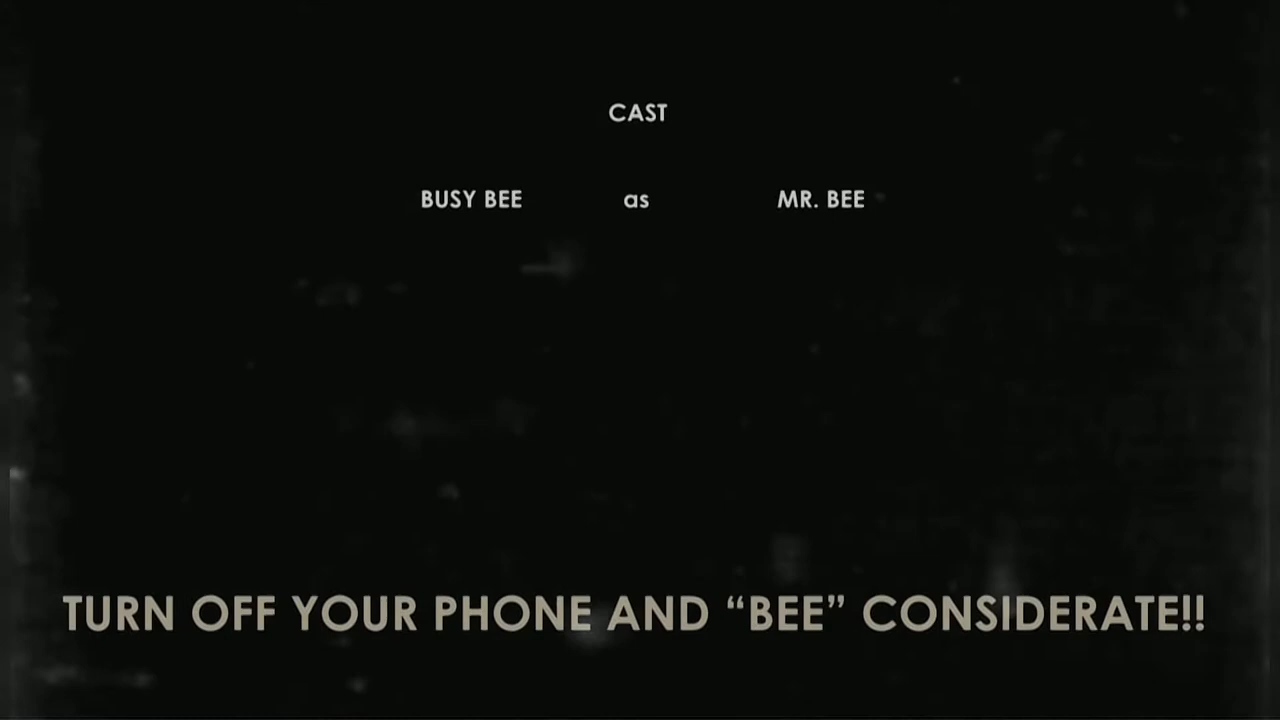 CAST
BUSY BEE as MR. BEE
TURN OFF YOUR PHONE AND “BEE” CONSIDERATE!!